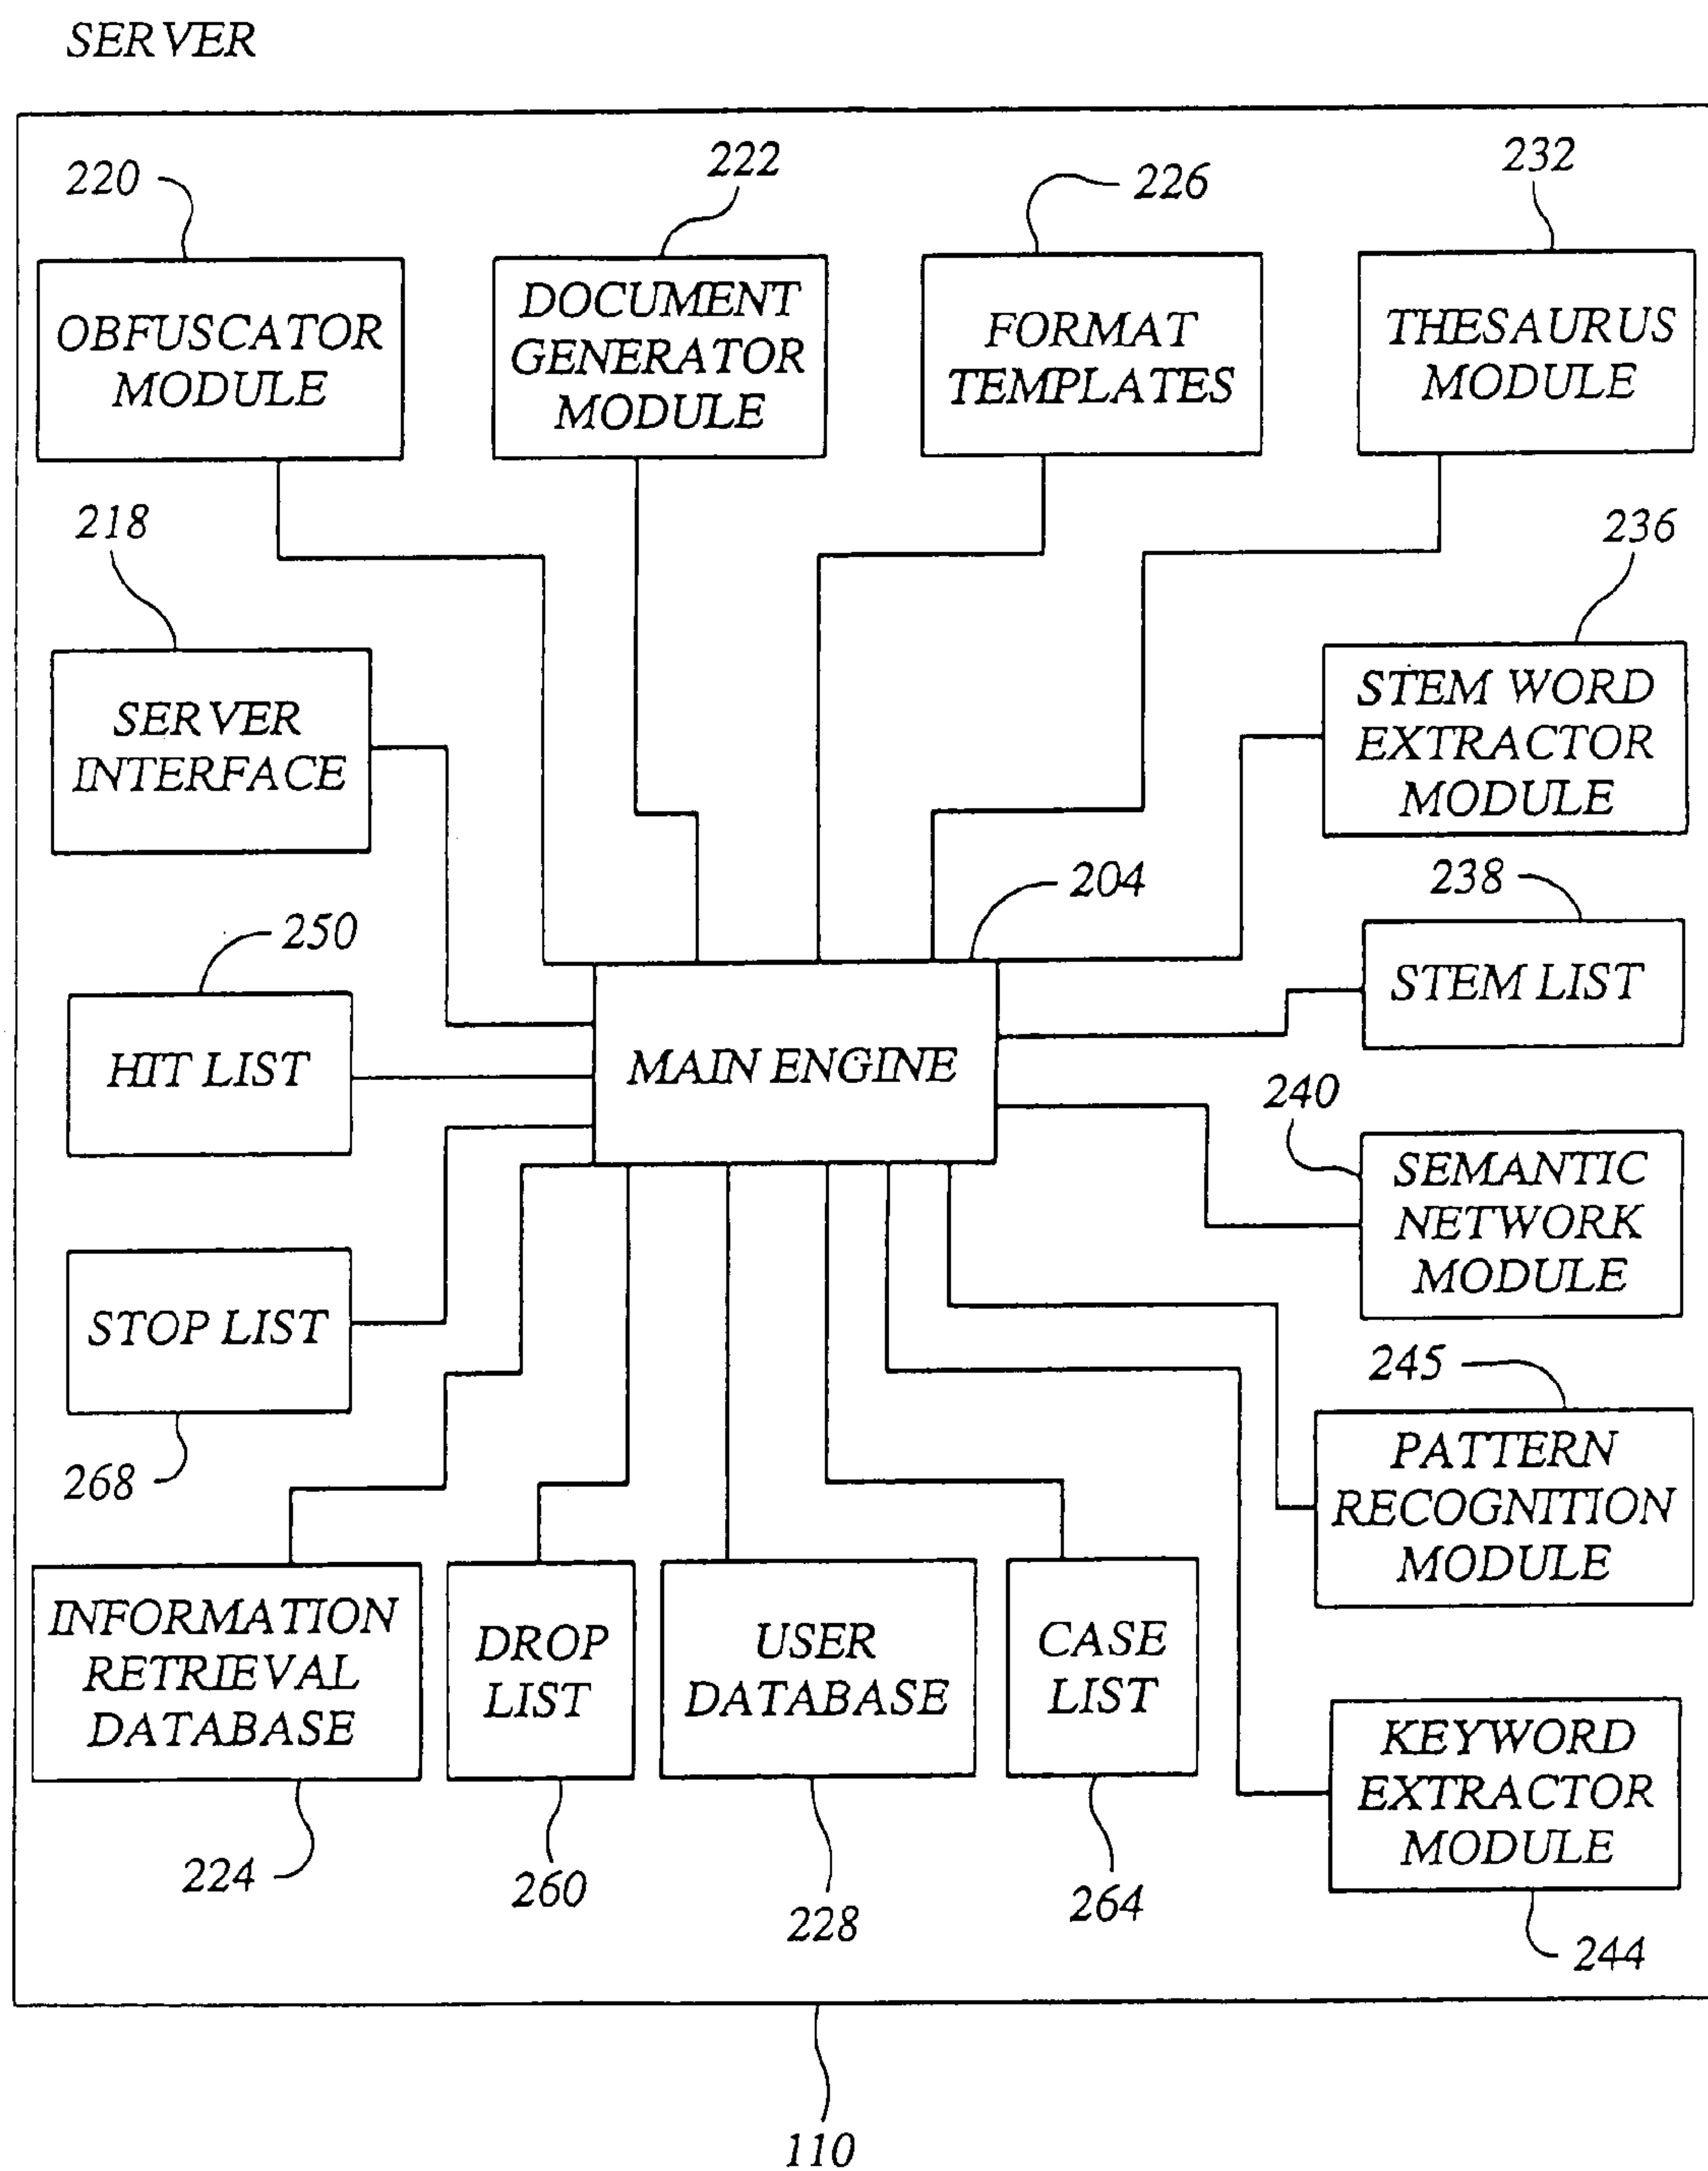 SERVER
220
222
226
232
OBFUSCATOR
MODULE
DOCUMENT
GENERATOR
MODULE
FORMAT
TEMPLATES
THESAURUS
MODULE
218
236
SERVER
INTERFACE
STEM WORD
EXTRACTOR
MODULE
204
238
250
HIT LIST
MAIN ENGINE
STEM LIST
240
SEMANTIC
NETWORK
MODULE
STOP LIST
268
245
PATTERN
RECOGNITION
MODULE
INFORMATION
RETRIEVAL
DATABASE
DROP
LIST
USER
DATABASE
CASE
LIST
KEYWORD
EXTRACTOR
MODULE
224
260
228
264
244
110